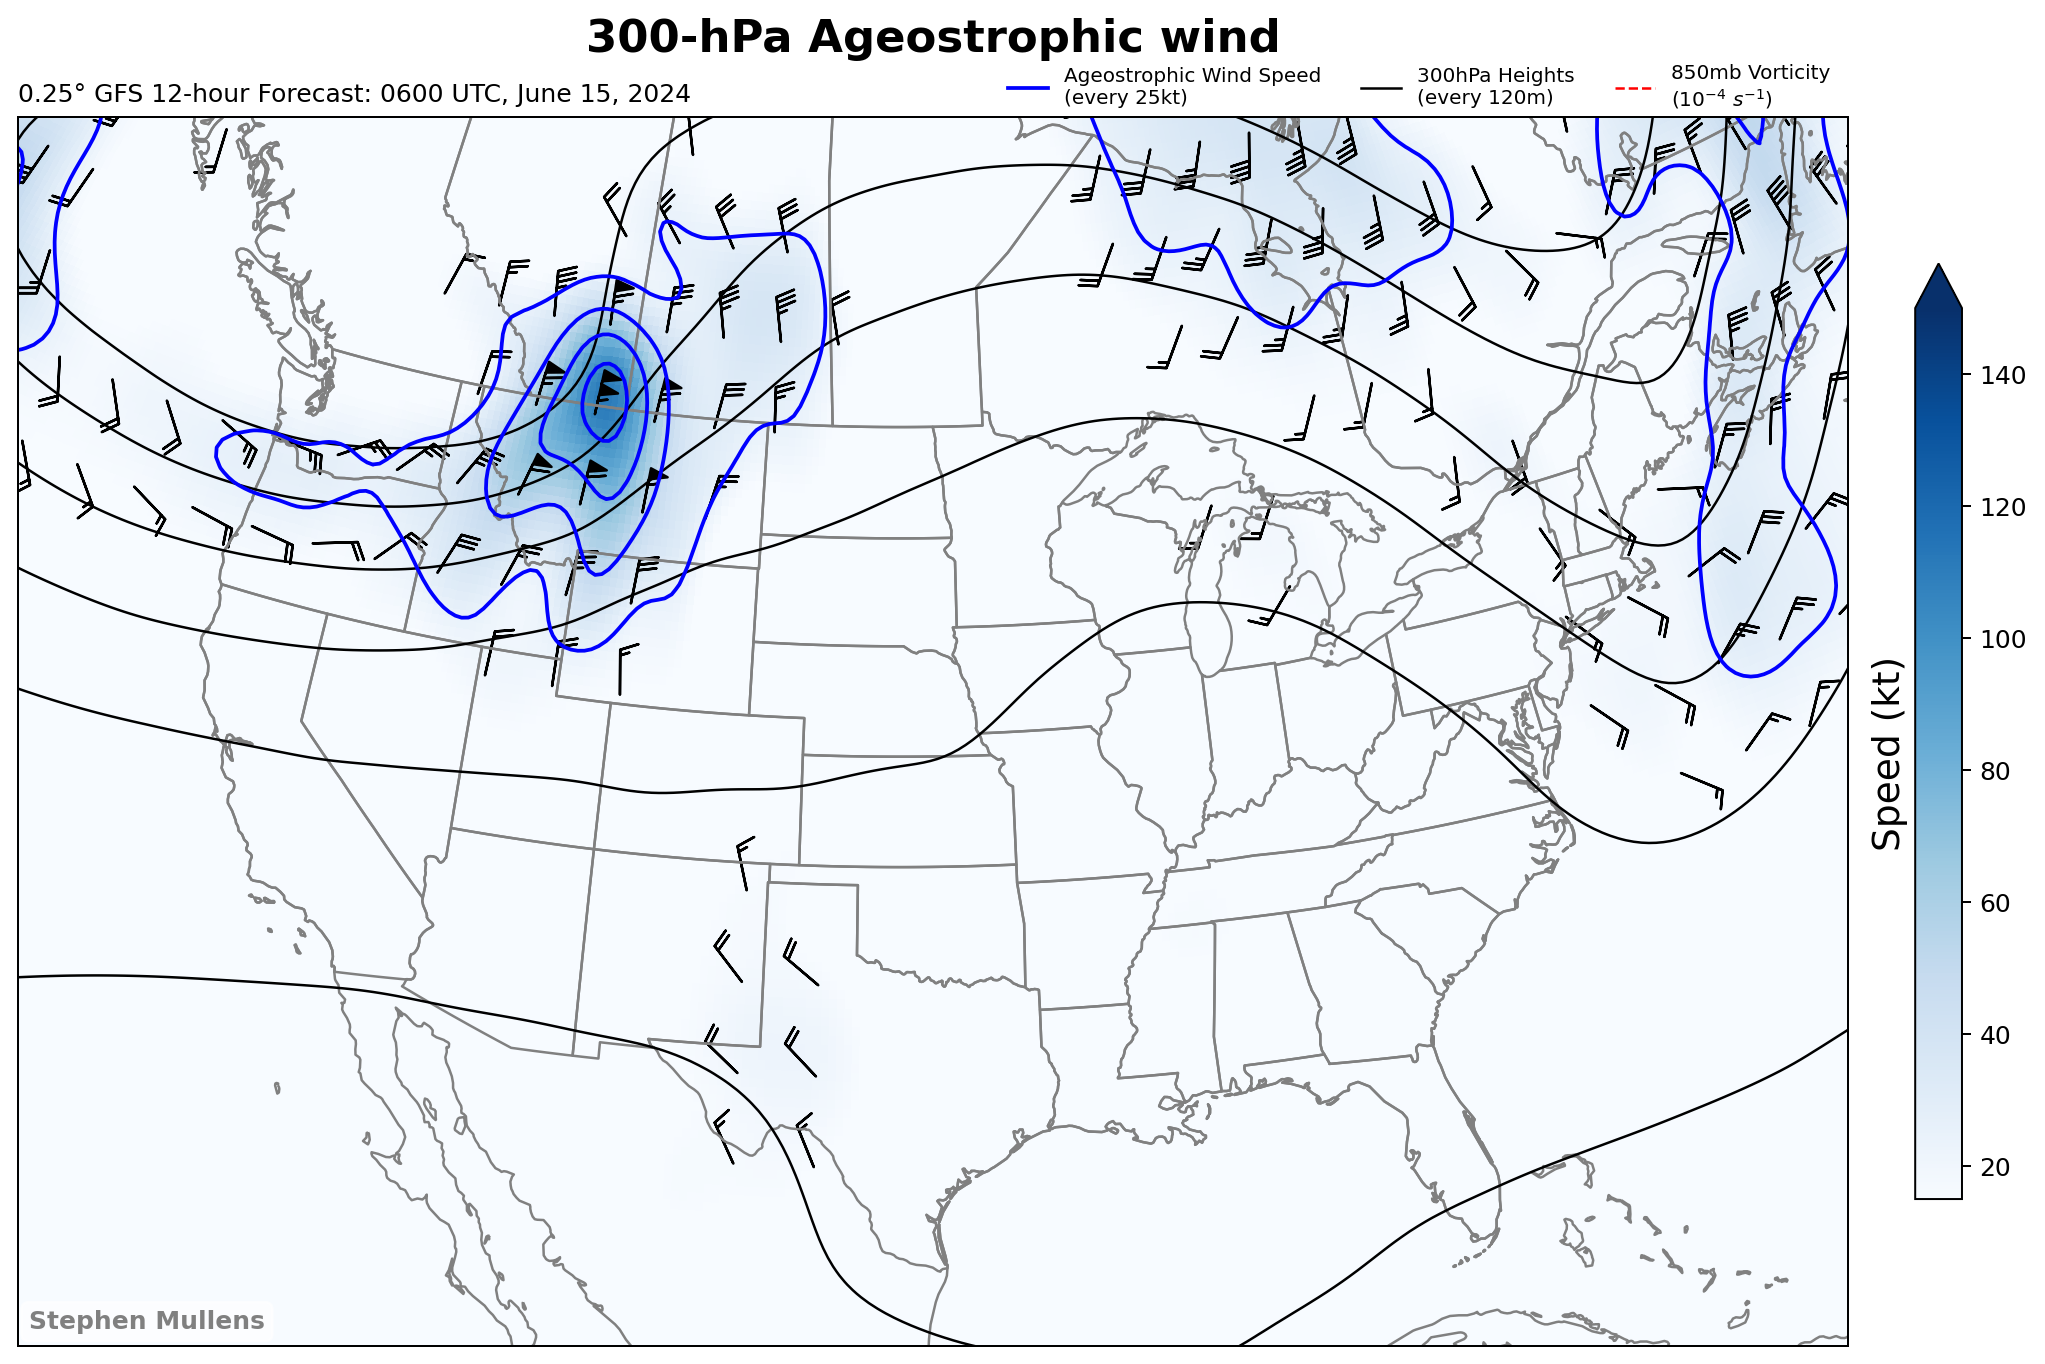 300-hPa Ageostrophic wind
0.25° GFS 12-hour Forecast: 0600 UTC, June 15, 2024
Ageostrophic Wind Speed
(every 25kt)
300hPa Heights
(every 120m)
850mb Vorticity
(10⁻⁴ s⁻¹)
140
120
100
80
60
40
20
Speed (kt)
Stephen Mullens